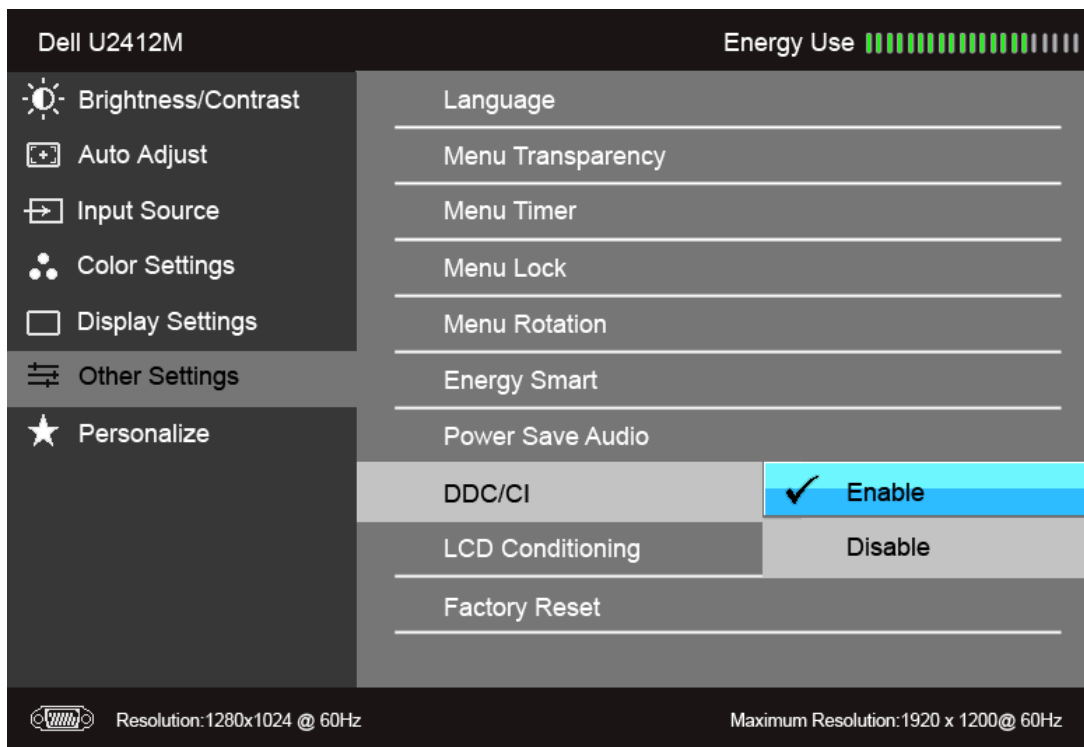 Dell U2412M
Energy Use
Brightness/Contrast
Auto Adjust
Input Source
Color Settings
Display Settings
Other Settings
Personalize
Language
Menu Transparency
Menu Timer
Menu Lock
Menu Rotation
Energy Smart
Power Save Audio
DDC/CI
Enable
Disable
LCD Conditioning
Factory Reset
Resolution:1280x1024 @ 60Hz
Maximum Resolution:1920 x 1200@ 60Hz